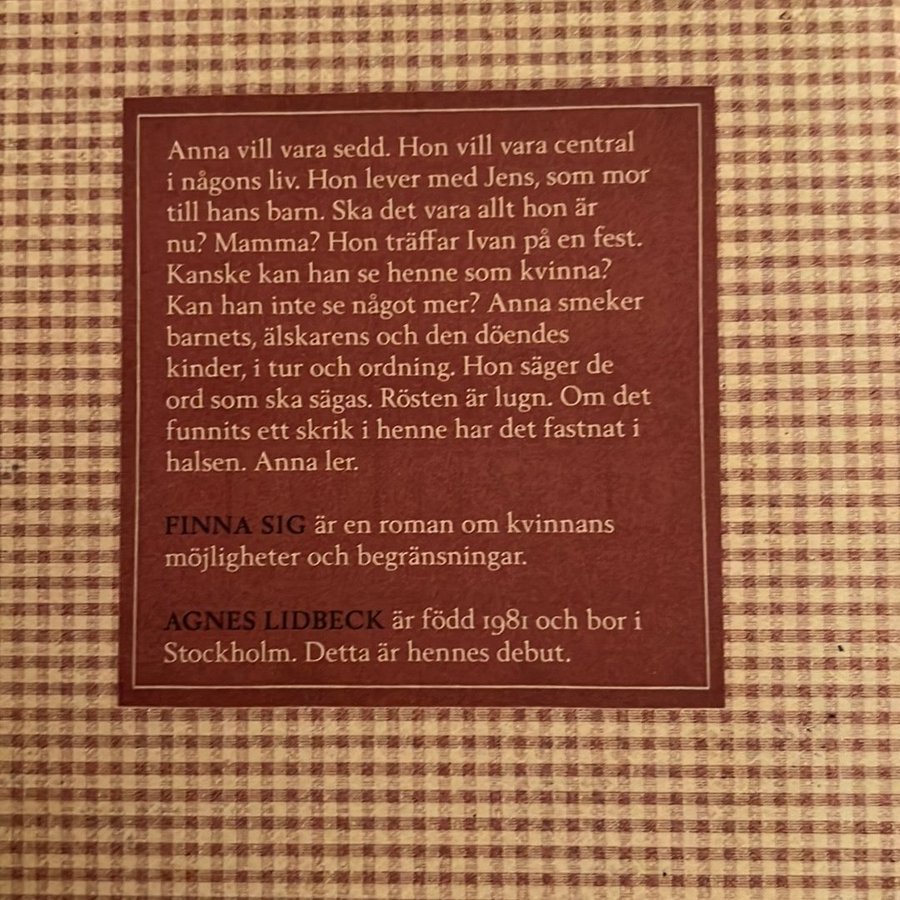 Anna vill vara sedd. Hon vill vara central
i någons liv. Hon lever med Jens, som mor
till hans barn. Ska det vara allt hon är
nu? Mamma? Hon träffar Ivan på en fest.
Kanske kan han se henne som kvinna?
Kan han inte se något mer? Anna smeker
barnets, älskarens och den döendes
kinder, i tur och ordning. Hon säger de
ord som ska sägas. Rösten är lugn. Om det
funnits ett skrik i henne har det fastnat i
halsen. Anna ler.
FINNA SIG är en roman om kvinnans
möjligheter och begränsningar.
AGNES LIDBECK är född 1981 och bor i
Stockholm. Detta är hennes debut.